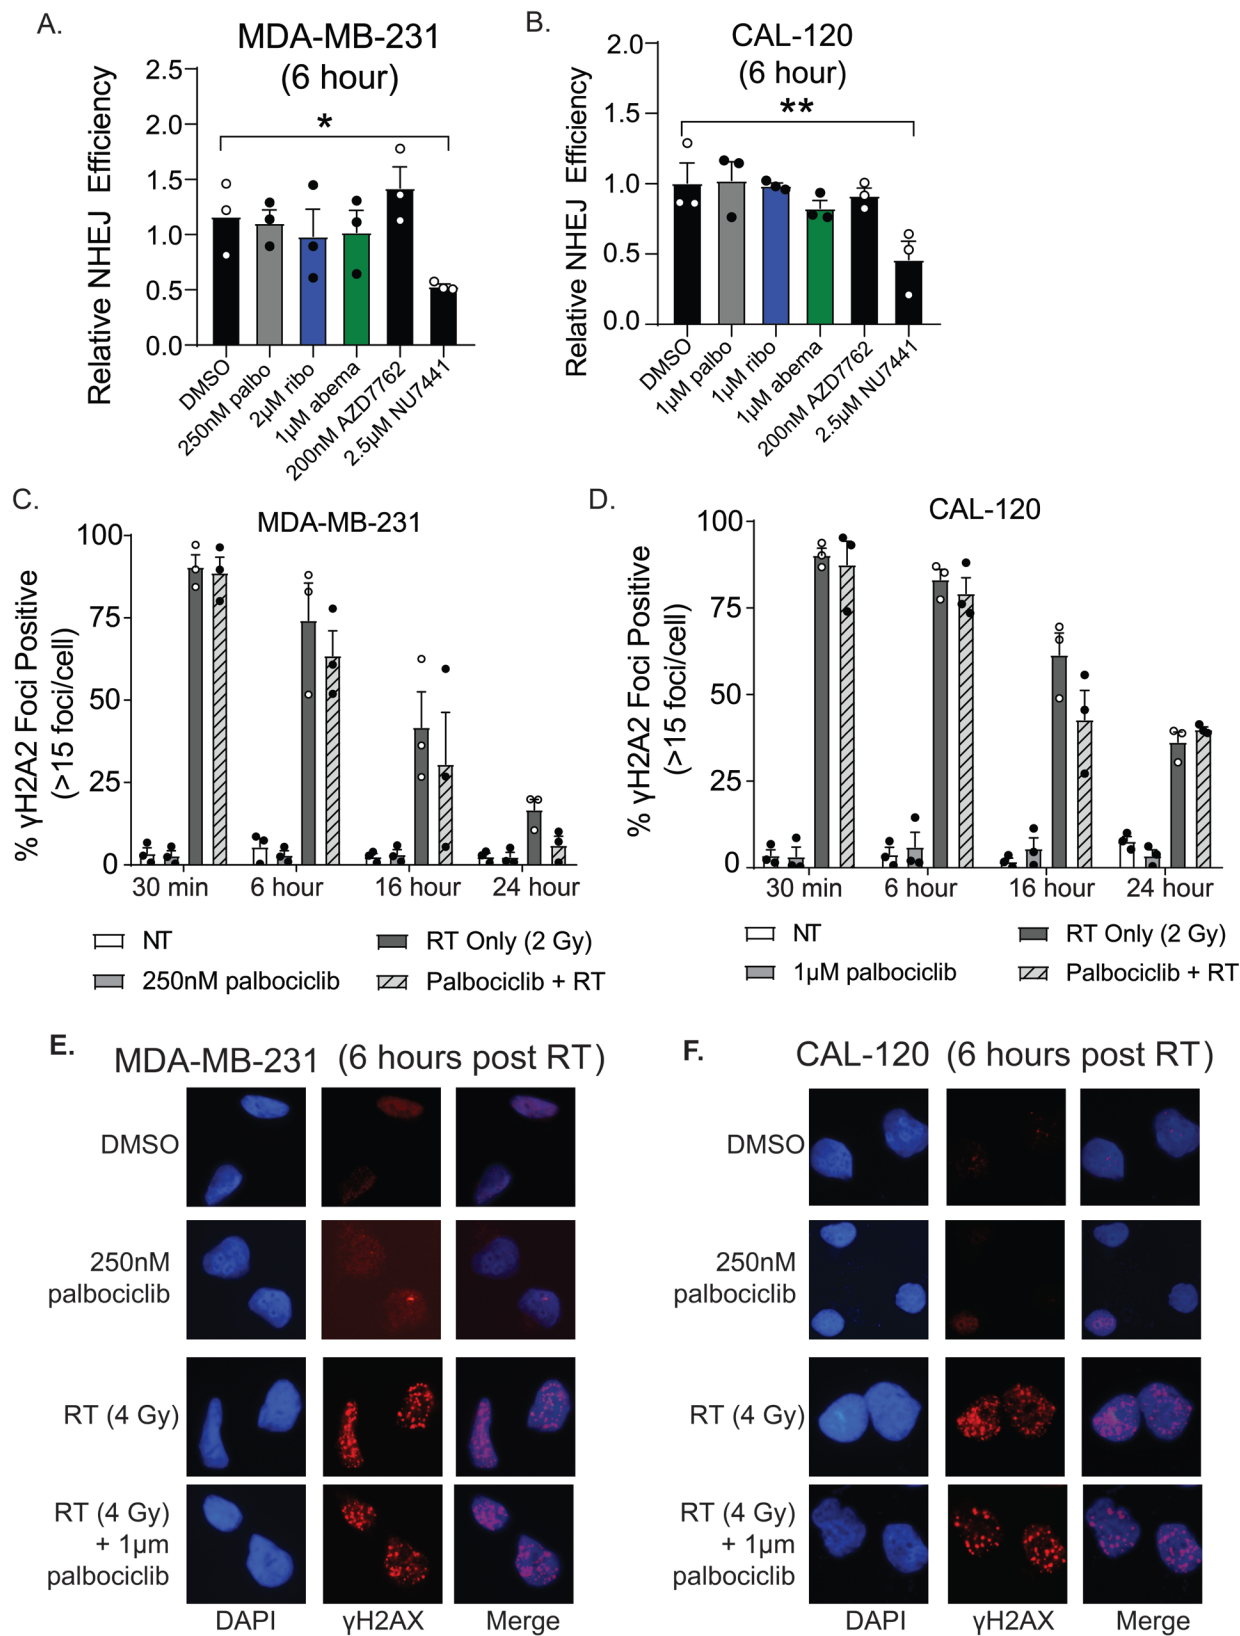 A.
MDA-MB-231
(6 hour)
Relative NHEJ Efficiency
2.5
2.0
1.5
1.0
0.5
0.0
*
DMSO
250nM palbo
2µM ribo
1µM abema
200nM AZD7762
2.5µM NU7441
B.
CAL-120
(6 hour)
Relative NHEJ Efficiency
2.0
1.5
1.0
0.5
0.0
**
DMSO
1µM palbo
1µM ribo
1µM abema
200nM AZD7762
2.5µM NU7441
C.
MDA-MB-231
% γH2A2 Foci Positive
(>15 foci/cell)
100
75
50
25
0
30 min
6 hour
16 hour
24 hour
NT
RT Only (2 Gy)
250nM palbociclib
Palbociclib + RT
D.
CAL-120
% γH2A2 Foci Positive
(>15 foci/cell)
100
75
50
25
0
30 min
6 hour
16 hour
24 hour
NT
RT Only (2 Gy)
1µM palbociclib
Palbociclib + RT
E.
MDA-MB-231 (6 hours post RT)
DMSO
250nM
palbociclib
RT (4 Gy)
RT (4 Gy)
+ 1µm
palbociclib
DAPI
γH2AX
Merge
F.
CAL-120 (6 hours post RT)
DMSO
250nM
palbociclib
RT (4 Gy)
RT (4 Gy)
+ 1µm
palbociclib
DAPI
γH2AX
Merge